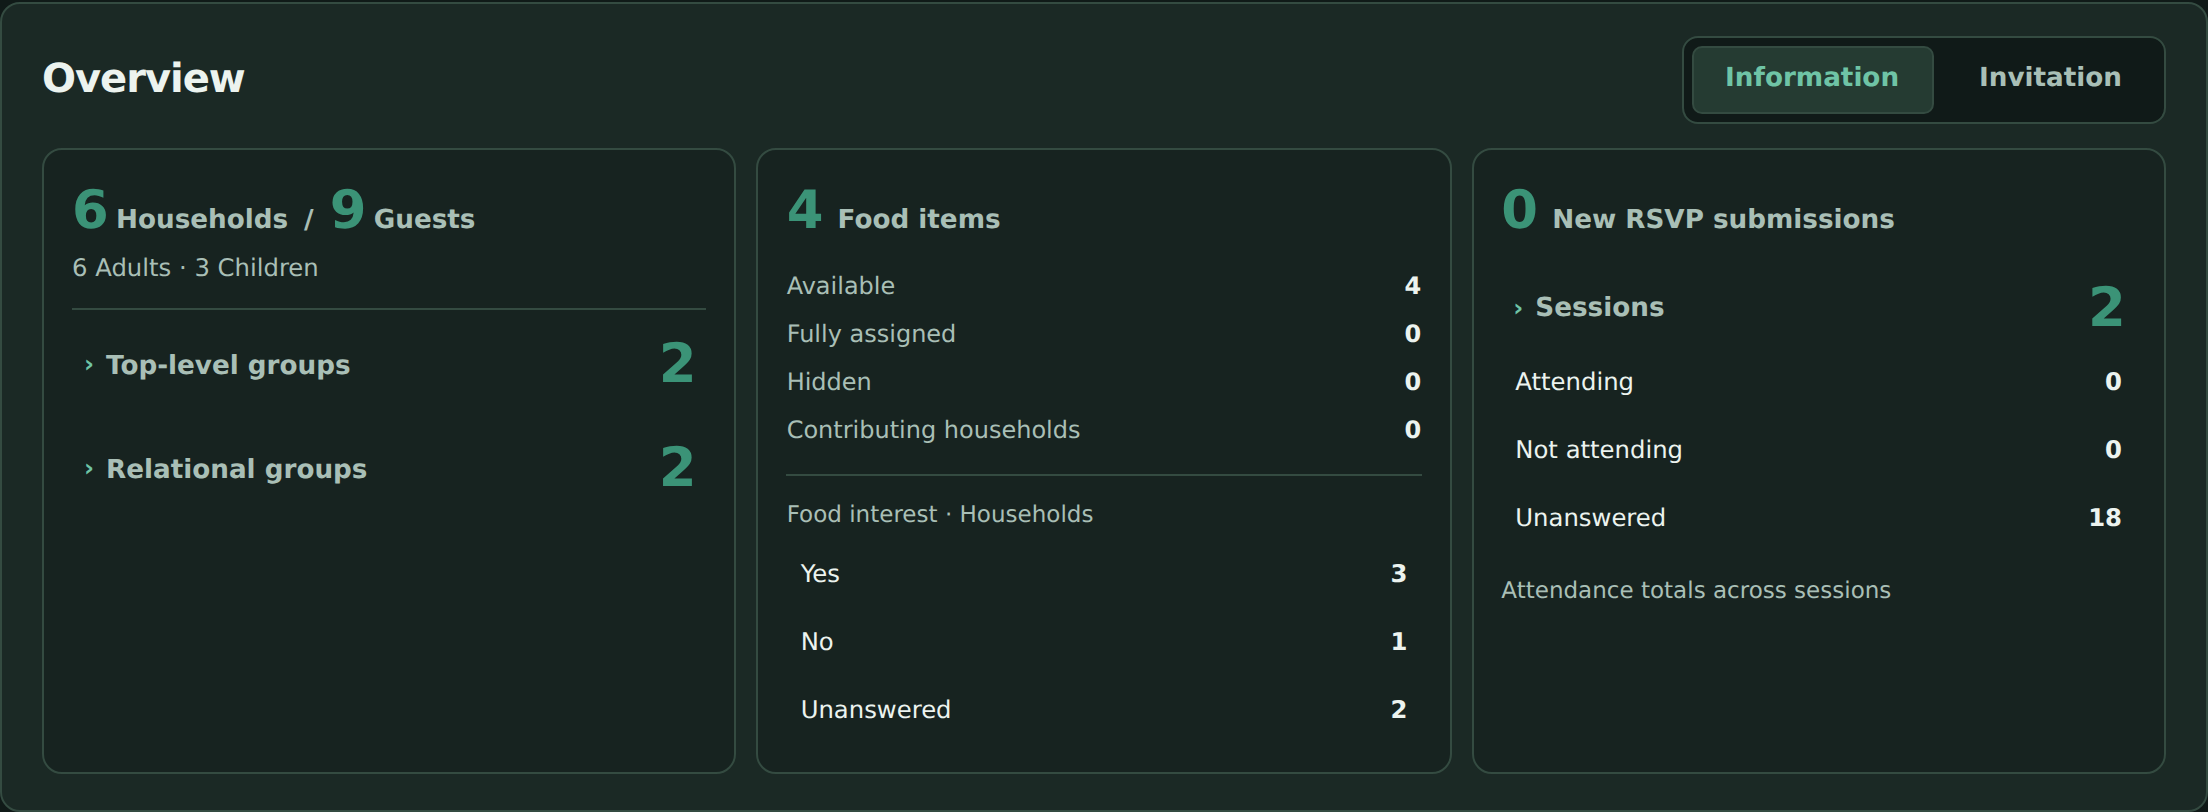 Overview
Information
Invitation
6 Households / 9 Guests
6 Adults · 3 Children
› Top-level groups 2
› Relational groups 2
4 Food items
Available 4
Fully assigned 0
Hidden 0
Contributing households 0
Food interest · Households
Yes 3
No 1
Unanswered 2
0 New RSVP submissions
› Sessions 2
Attending 0
Not attending 0
Unanswered 18
Attendance totals across sessions